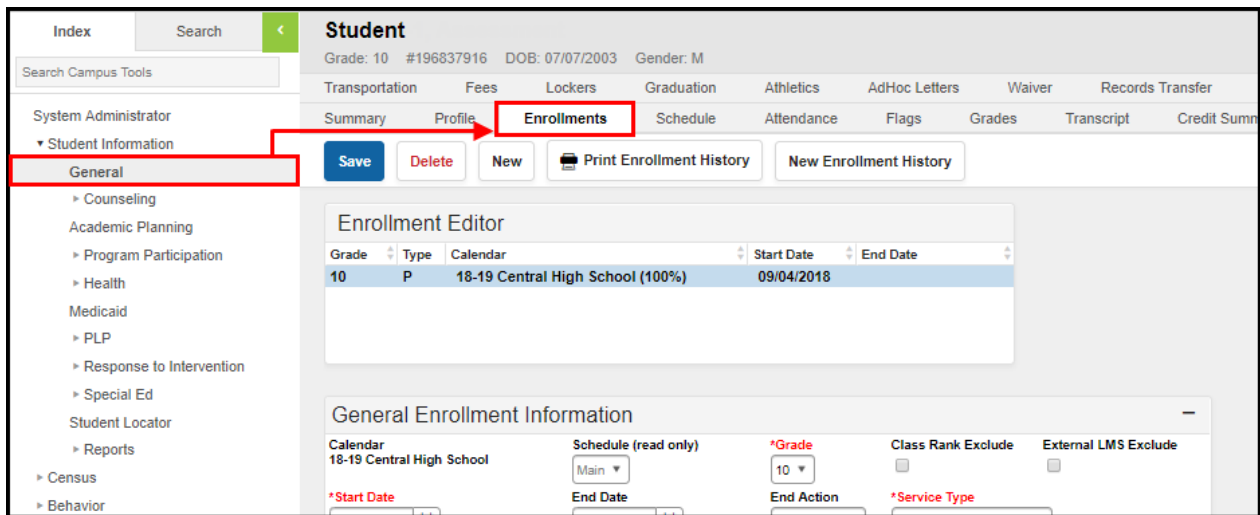 Index Search <
Search Campus Tools
System Administrator
Student Information
General
Counseling
Academic Planning
Program Participation
Health
Medicaid
PLP
Response to Intervention
Special Ed
Student Locator
Reports
Census
Behavior
Student
Grade: 10 #196837916 DOB: 07/07/2003 Gender: M
Transportation Fees Lockers Graduation Athletics AdHoc Letters Waiver Records Transfer
Summary Profile Enrollments Schedule Attendance Flags Grades Transcript Credit Summ
Save Delete New Print Enrollment History New Enrollment History
Enrollment Editor
Grade Type Calendar Start Date End Date
10 P 18-19 Central High School (100%) 09/04/2018
General Enrollment Information
Calendar Schedule (read only) *Grade Class Rank Exclude External LMS Exclude
18-19 Central High School
Main 10
*Start Date End Date End Action *Service Type